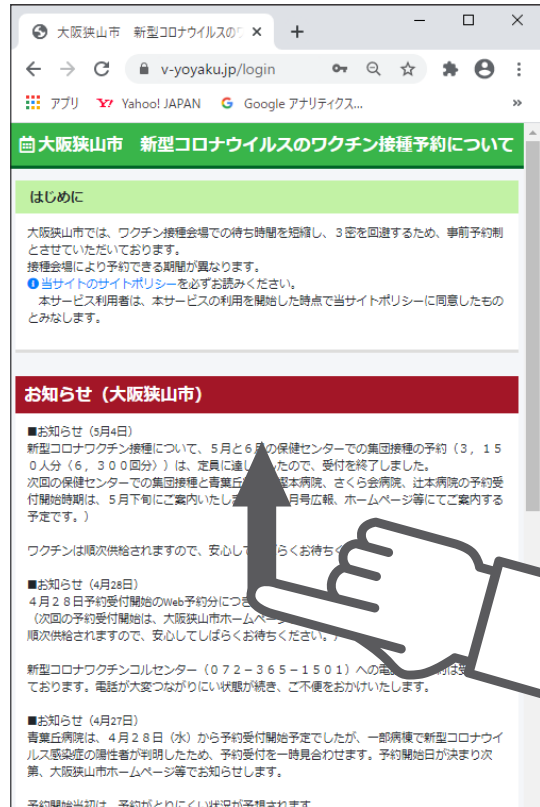 大阪狭山市　新型コロナウイルスの
v-yoyaku.jp/login
アプリ Yahoo! JAPAN Google アナリティクス...
大阪狭山市　新型コロナウイルスのワクチン接種予約について
はじめに
大阪狭山市では、ワクチン接種会場での待ち時間を短縮し、３密を回避するため、事前予約制
とさせていただいております。
接種会場により予約できる期間が異なります。
当サイトのサイトポリシーを必ずお読みください。
　本サービス利用者は、本サービスの利用を開始した時点で当サイトポリシーに同意したもの
とみなします。
お知らせ（大阪狭山市）
■お知らせ（5月4日）
新型コロナワクチン接種について、５月と６月の保健センターでの集団接種の予約（３，１５
０人分（６，３００回分））は、定員に達し たので、受付を終了しました。
次回の保健センターでの集団接種と青葉丘 本病院、さくら会病院、辻本病院の予約受
付開始時期は、５月下旬にご案内いたしま 月号広報、ホームページ等にてご案内する
予定です。）
ワクチンは順次供給されますので、安心して らくお待ち
■お知らせ（4月28日）
４月２８日予約受付開始のWeb予約分につき
（次回の予約受付開始は、大阪狭山市ホームペ
順次供給されますので、安心してしばらくお待ちください。
新型コロナワクチンコルセンター（０７２－３６５－１５０１）への電 は
ております。電話が大変つながりにい状態が続き、ご不便をおかけいたします。
■お知らせ（4月27日）
青葉丘病院は、４月２８日（水）から予約受付開始予定でしたが、一部病棟で新型コロナウイ
ルス感染症の陽性者が判明したため、予約受付を一時見合わせます。予約開始日が決まり次
第、大阪狭山市ホームページ等でお知らせします。
予約開始当初は、予約がとりにくい状況が予想されます。